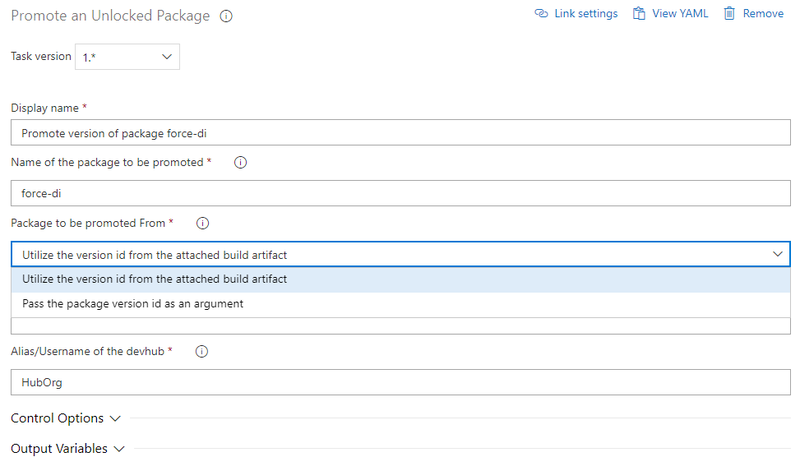 Promote an Unlocked Package
Link settings
View YAML
Remove
Task version 1.*
Display name *
Promote version of package force-di
Name of the package to be promoted *
force-di
Package to be promoted From *
Utilize the version id from the attached build artifact
Utilize the version id from the attached build artifact
Pass the package version id as an argument
Alias/Username of the devhub *
HubOrg
Control Options
Output Variables